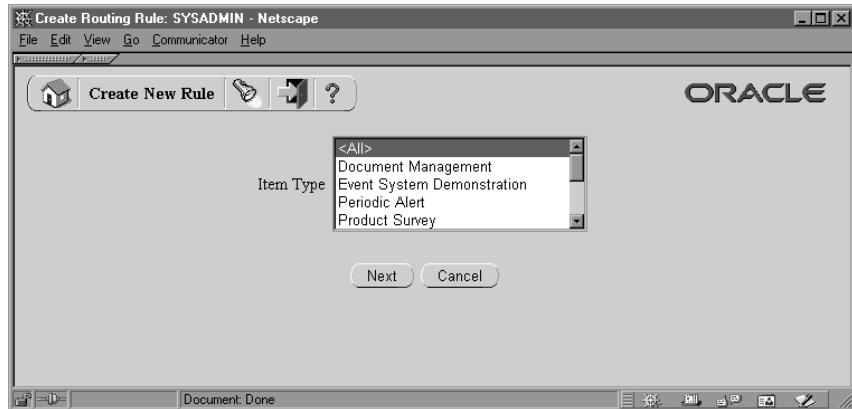 Create Routing Rule: SYSADMIN - Netscape
File Edit View Go Communicator Help
Create New Rule ?
ORACLE
<All>
Document Management
Item Type Event System Demonstration
Periodic Alert
Product Survey
Next Cancel
Document: Done